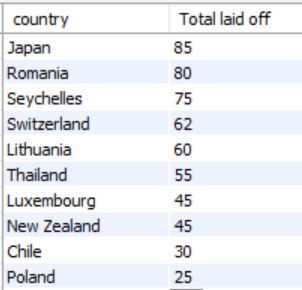 country Total laid off
Japan 85
Romania 80
Seychelles 75
Switzerland 62
Lithuania 60
Thailand 55
Luxembourg 45
New Zealand 45
Chile 30
Poland 25